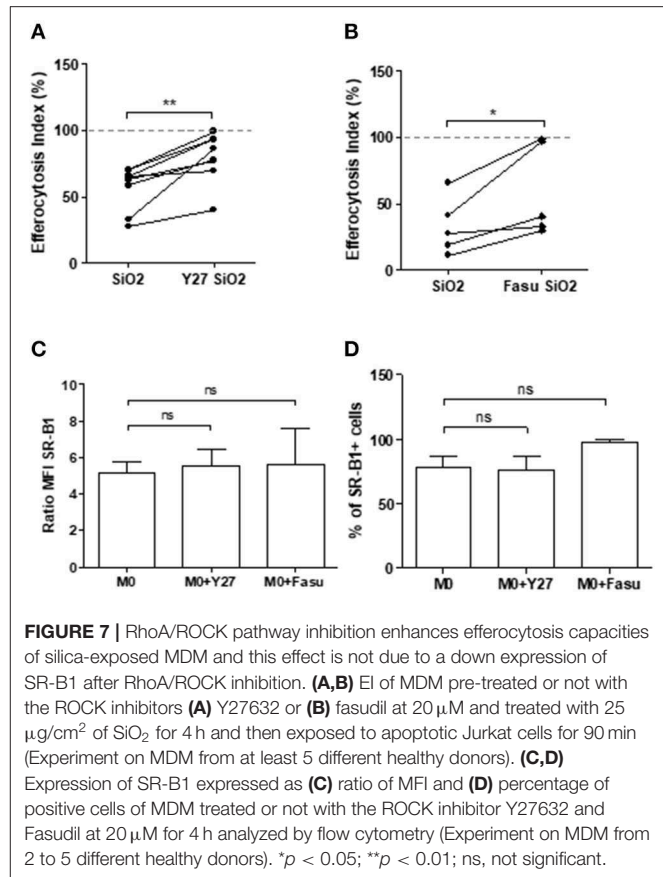 A
Efferocytosis Index (%)
150
100
50
0
**
SiO2
Y27 SiO2
B
Efferocytosis Index (%)
150
100
50
0
*
SiO2
Fasu SiO2
C
Ratio MFI SR-B1
10
8
6
4
2
0
ns
ns
M0
M0+Y27
M0+Fasu
D
% of SR-B1+ cells
150
100
50
0
ns
ns
M0
M0+Y27
M0+Fasu
FIGURE 7 | RhoA/ROCK pathway inhibition enhances efferocytosis capacities
of silica-exposed MDM and this effect is not due to a down expression of
SR-B1 after RhoA/ROCK inhibition. (A,B) EI of MDM pre-treated or not with
the ROCK inhibitors (A) Y27632 or (B) fasudil at 20 μM and treated with 25
μg/cm² of SiO₂ for 4 h and then exposed to apoptotic Jurkat cells for 90 min
(Experiment on MDM from at least 5 different healthy donors). (C,D)
Expression of SR-B1 expressed as (C) ratio of MFI and (D) percentage of
positive cells of MDM treated or not with the ROCK inhibitor Y27632 and
Fasudil at 20 μM for 4 h analyzed by flow cytometry (Experiment on MDM from
2 to 5 different healthy donors). *p < 0.05; **p < 0.01; ns, not significant.